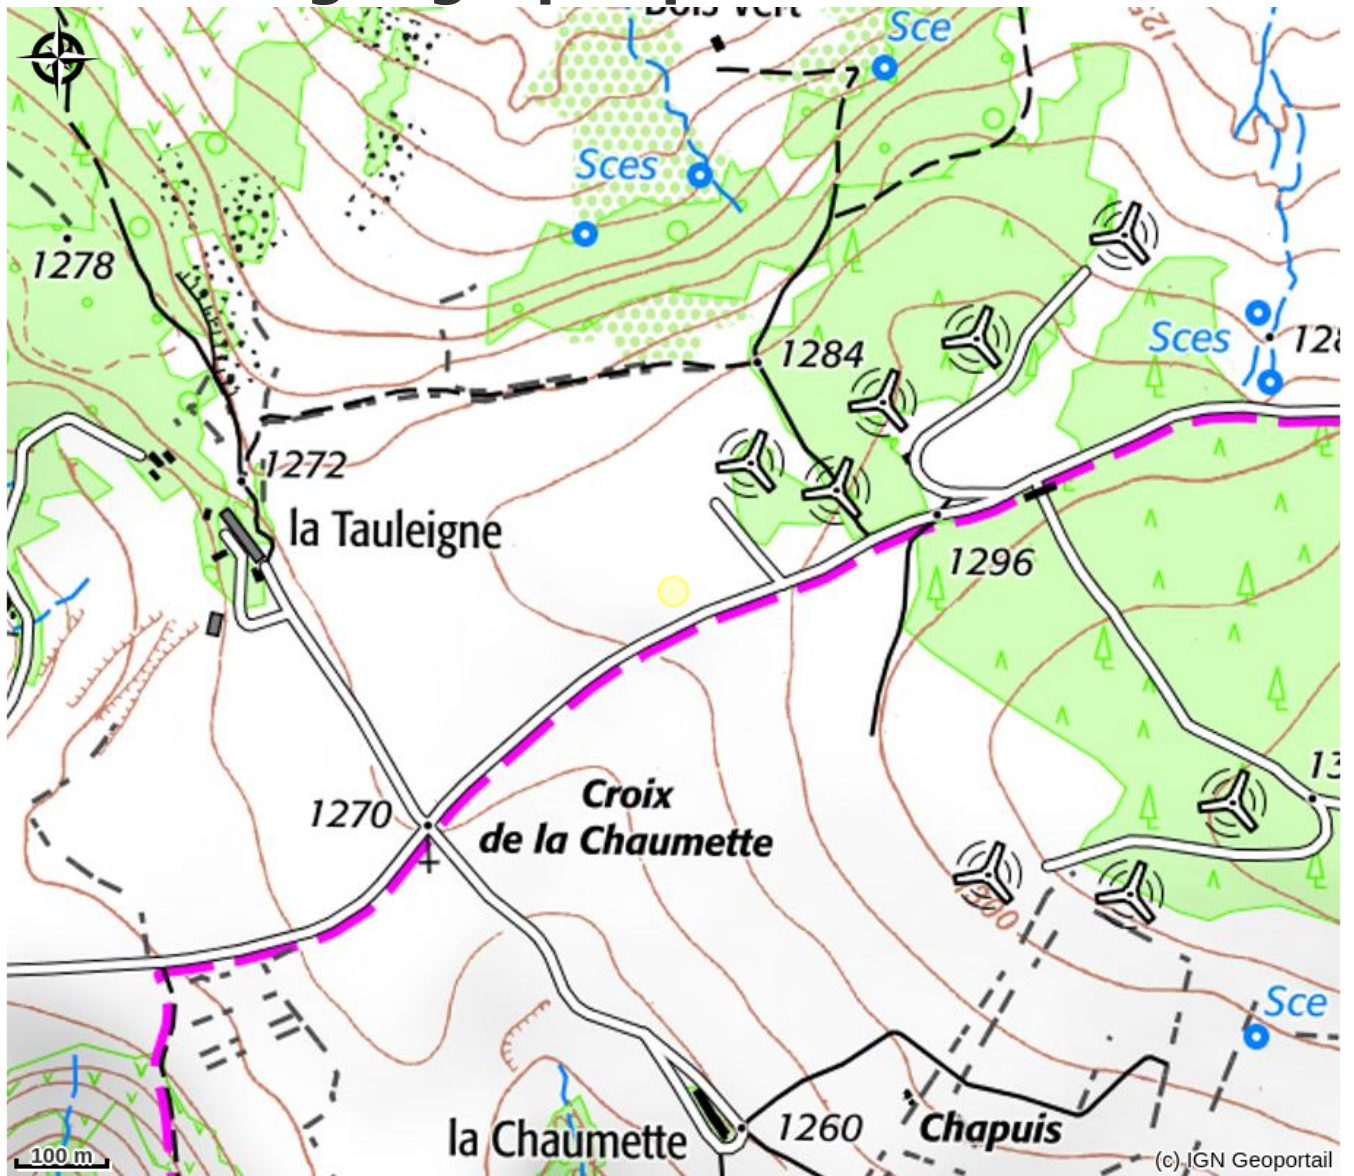 Sce
Sces
1278
Sces
1284
1272
la Tauleigne
1296
1270
Croix
de la Chaumette
1300
Sce
la Chaumette
1260
Chapuis
100 m
(c) IGN Geoportail